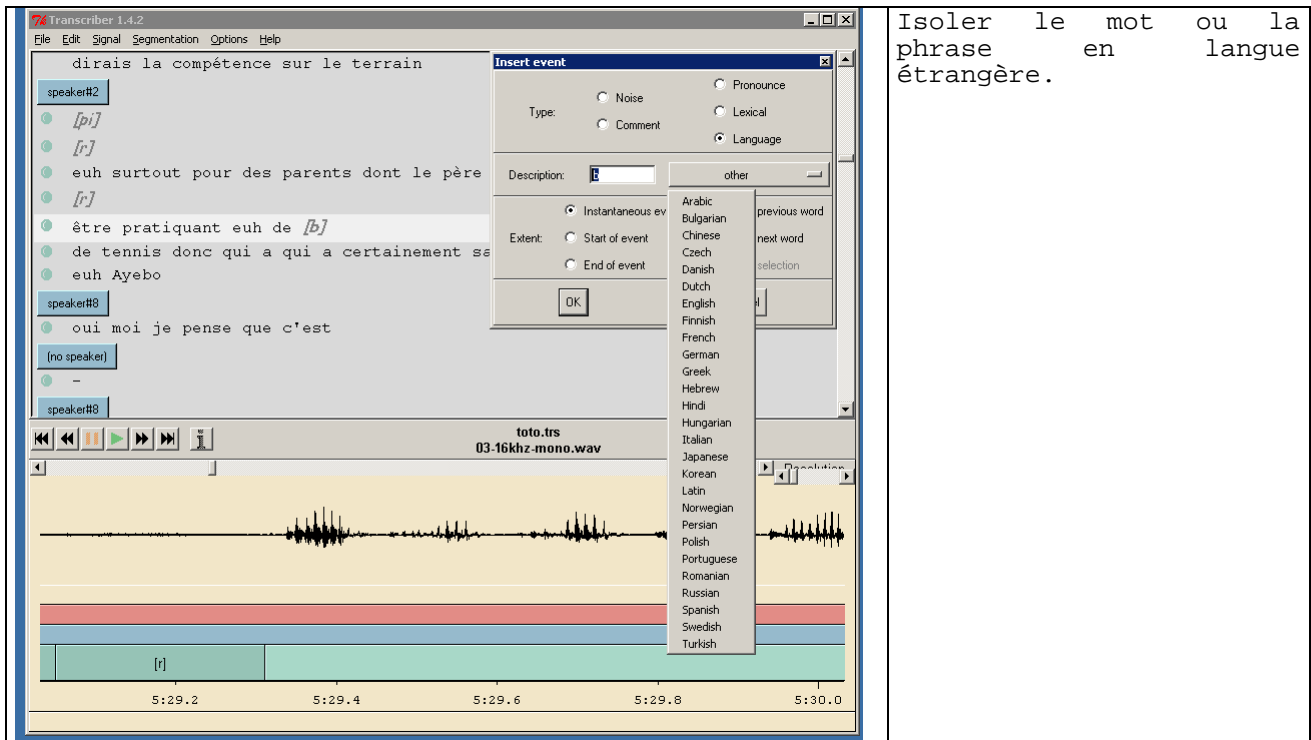 Transcriber 1.4.2
File Edit Signal Segmentation Options Help
dirais la compétence sur le terrain
speaker#2
[pi]
[r]
euh surtout pour des parents dont le père
[r]
être pratiquant euh de [b]
de tennis donc qui a qui a certainement sa
euh Ayebo
speaker#8
oui moi je pense que c'est
(no speaker)
-
speaker#8
Insert event
Type:
Noise
Comment
Pronounce
Lexical
Language
Description:
b
other
Extent:
Instantaneous ev
Start of event
End of event
previous word
next word
selection
OK
Arabic
Bulgarian
Chinese
Czech
Danish
Dutch
English
Finnish
French
German
Greek
Hebrew
Hindi
Hungarian
Italian
Japanese
Korean
Latin
Norwegian
Persian
Polish
Portuguese
Romanian
Russian
Spanish
Swedish
Turkish
toto.trs
03-16khz-mono.wav
[r]
5:29.2 5:29.4 5:29.6 5:29.8 5:30.0
Isoler le mot ou la
phrase en langue
étrangère.